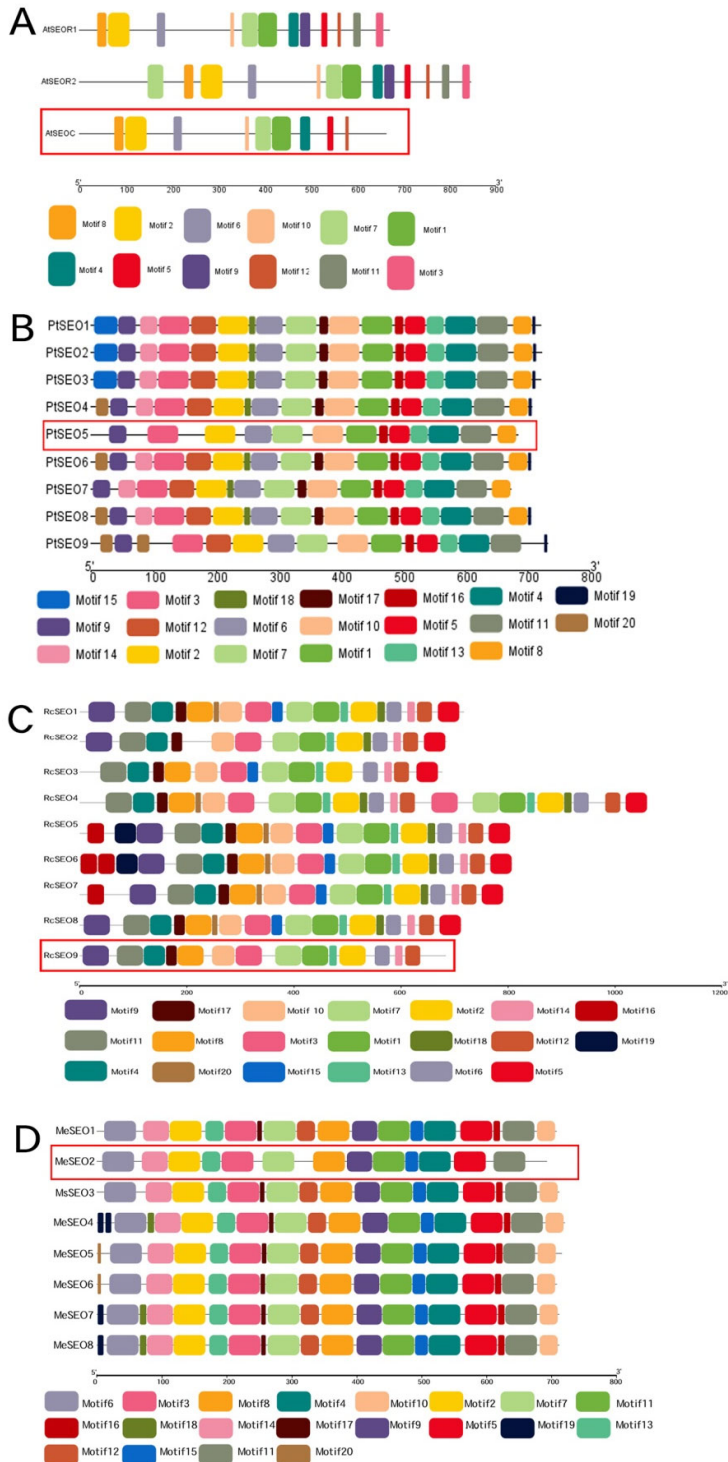 A
AtSEOR1
AtSEOR2
AtSEOC
5' 3'
0 100 200 300 400 500 600 700 800 900
Motif 8 Motif 2 Motif 6 Motif 10 Motif 7 Motif 1
Motif 4 Motif 5 Motif 9 Motif 12 Motif 11 Motif 3
B
PtSEO1
PtSEO2
PtSEO3
PtSEO4
PtSEO5
PtSEO6
PtSEO7
PtSEO8
PtSEO9
5' 3'
0 100 200 300 400 500 600 700 800
Motif 15 Motif 3 Motif 18 Motif 17 Motif 16 Motif 4 Motif 19
Motif 9 Motif 12 Motif 6 Motif 10 Motif 5 Motif 11 Motif 20
Motif 14 Motif 2 Motif 7 Motif 1 Motif 13 Motif 8
C
RcSEO1
RcSEO2
RcSEO3
RcSEO4
RcSEO5
RcSEO6
RcSEO7
RcSEO8
RcSEO9
5' 3'
0 200 400 600 800 1000 1200
Motif9 Motif17 Motif 10 Motif7 Motif2 Motif14 Motif16
Motif11 Motif8 Motif3 Motif1 Motif18 Motif12 Motif19
Motif4 Motif20 Motif15 Motif13 Motif6 Motif5
D
MeSEO1
MeSEO2
MsSEO3
MeSEO4
MeSEO5
MeSEO6
MeSEO7
MeSEO8
5' 3'
0 100 200 300 400 500 600 700 800
Motif6 Motif3 Motif8 Motif4 Motif10 Motif2 Motif7 Motif11
Motif16 Motif18 Motif14 Motif17 Motif9 Motif5 Motif19 Motif13
Motif12 Motif15 Motif11 Motif20